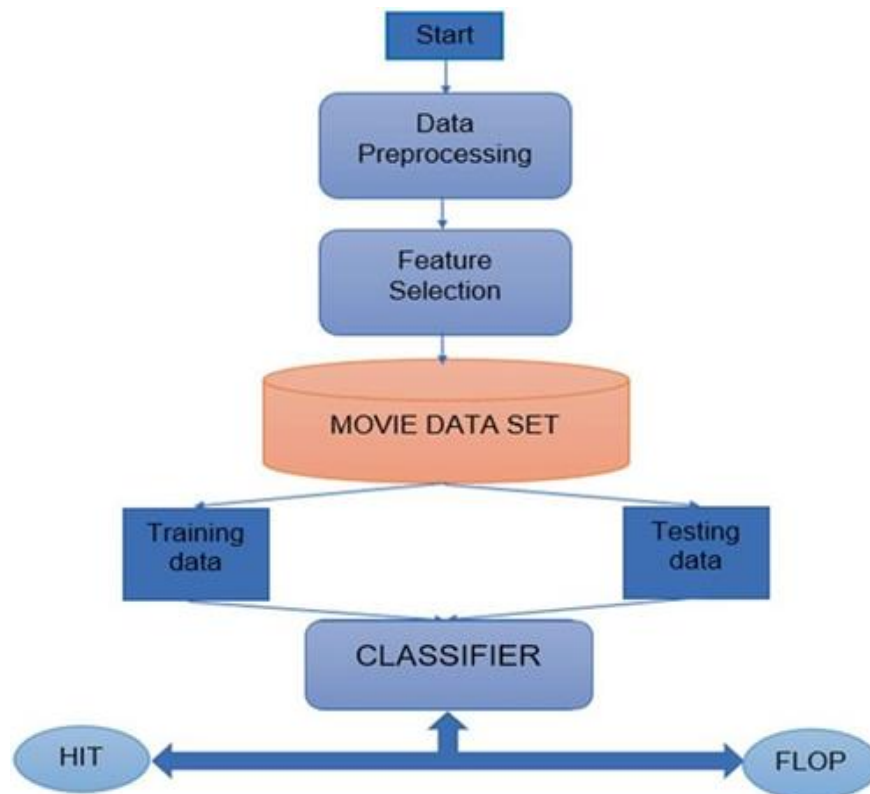 Start
Data
Preprocessing
Feature
Selection
MOVIE DATA SET
Training
data
Testing
data
CLASSIFIER
HIT
FLOP